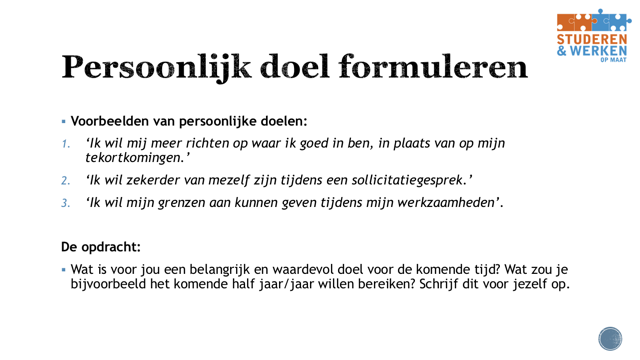 STUDEREN
& WERKEN
OP MAAT
Persoonlijk doel formuleren
▪ Voorbeelden van persoonlijke doelen:
1. ‘Ik wil mij meer richten op waar ik goed in ben, in plaats van op mijn
tekortkomingen.’
2. ‘Ik wil zekerder van mezelf zijn tijdens een sollicitatiegesprek.’
3. ‘Ik wil mijn grenzen aan kunnen geven tijdens mijn werkzaamheden’.
De opdracht:
▪ Wat is voor jou een belangrijk en waardevol doel voor de komende tijd? Wat zou je
bijvoorbeeld het komende half jaar/jaar willen bereiken? Schrijf dit voor jezelf op.